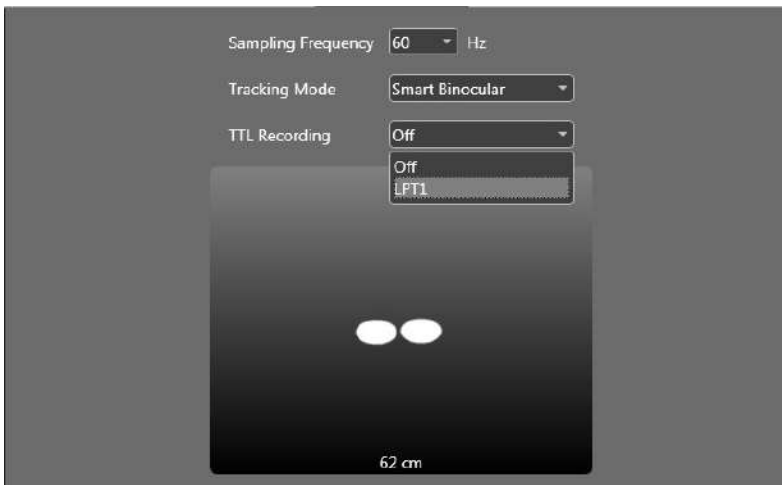 Sampling Frequency 60 Hz
Tracking Mode Smart Binocular
TTL Recording Off
Off
LPT1
62 cm